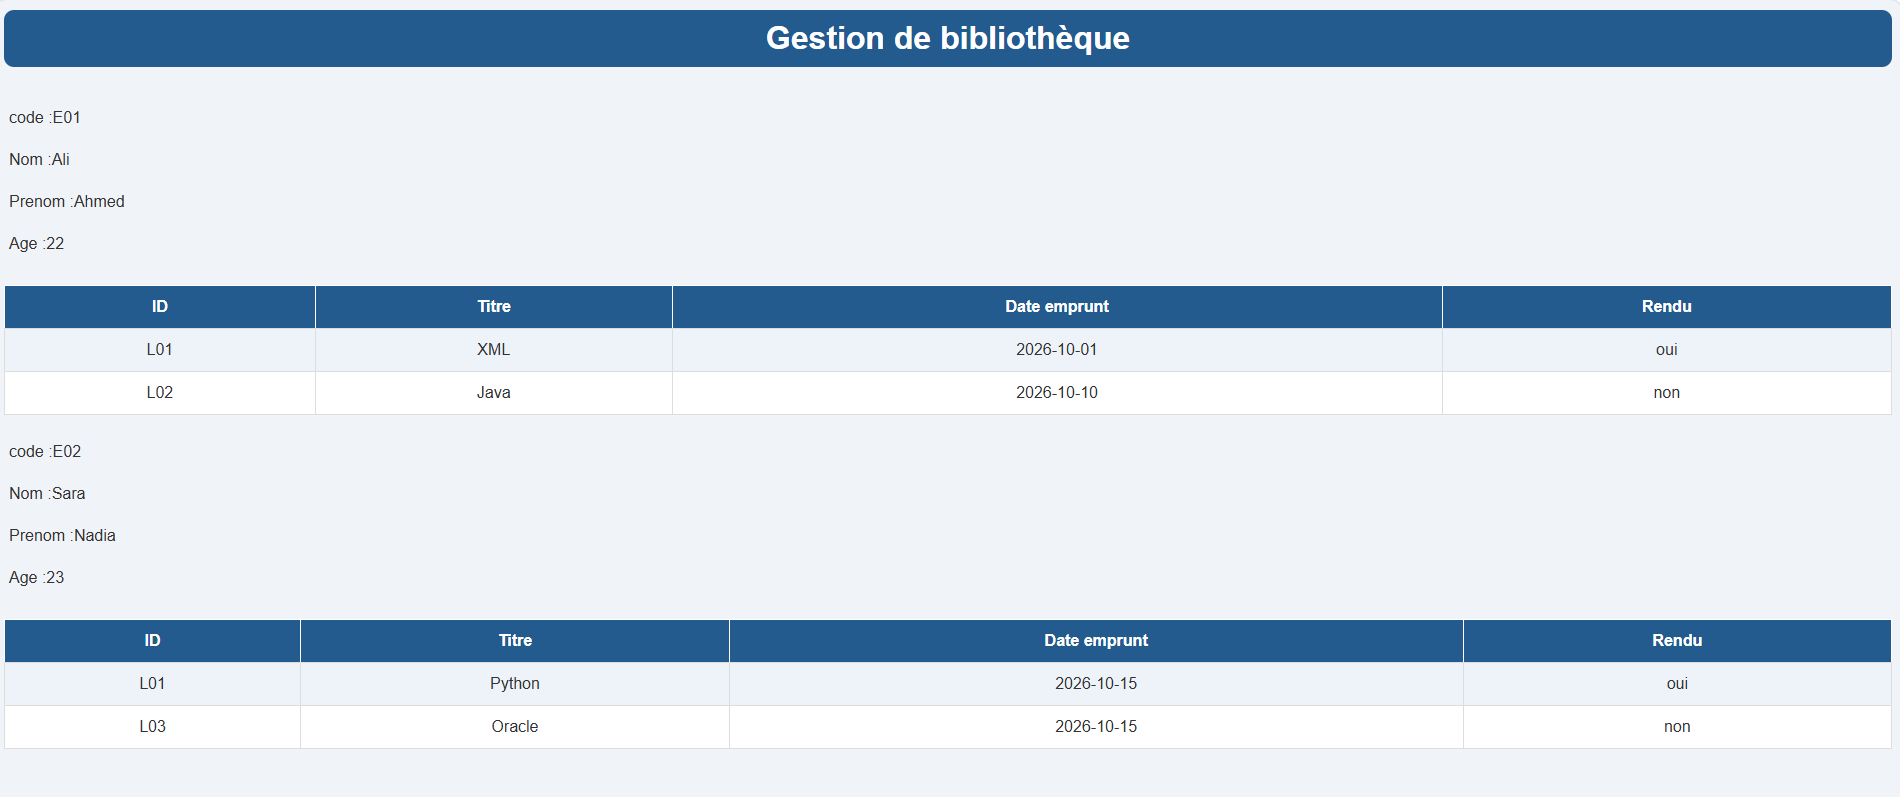 Gestion de bibliothèque
code :E01
Nom :Ali
Prenom :Ahmed
Age :22
ID Titre Date emprunt Rendu
L01 XML 2026-10-01 oui
L02 Java 2026-10-10 non
code :E02
Nom :Sara
Prenom :Nadia
Age :23
ID Titre Date emprunt Rendu
L01 Python 2026-10-15 oui
L03 Oracle 2026-10-15 non